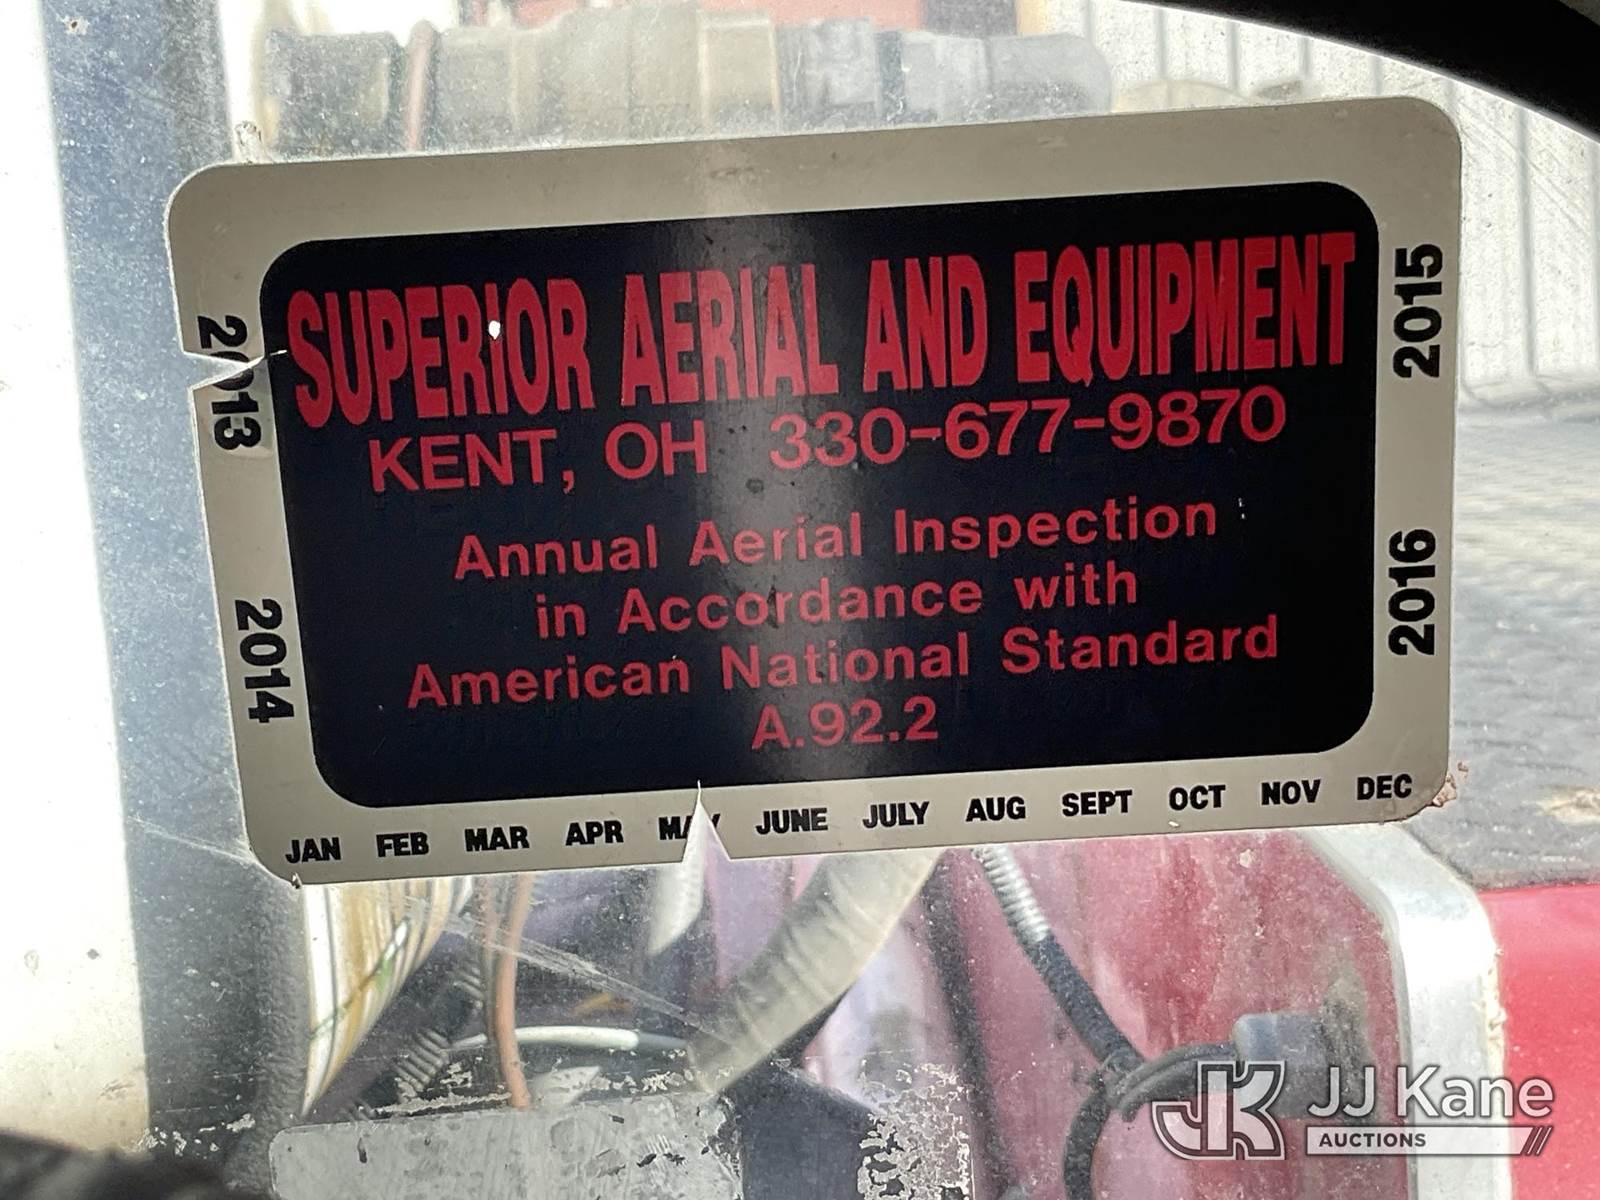 SUPERIOR AERIAL AND EQUIPMENT
KENT, OH 330-677-9870
Annual Aerial Inspection
in Accordance with
American National Standard
A.92.2
2013
2014
2015
2016
JAN FEB MAR APR MAY JUNE JULY AUG SEPT OCT NOV DEC
JK JJ Kane
AUCTIONS